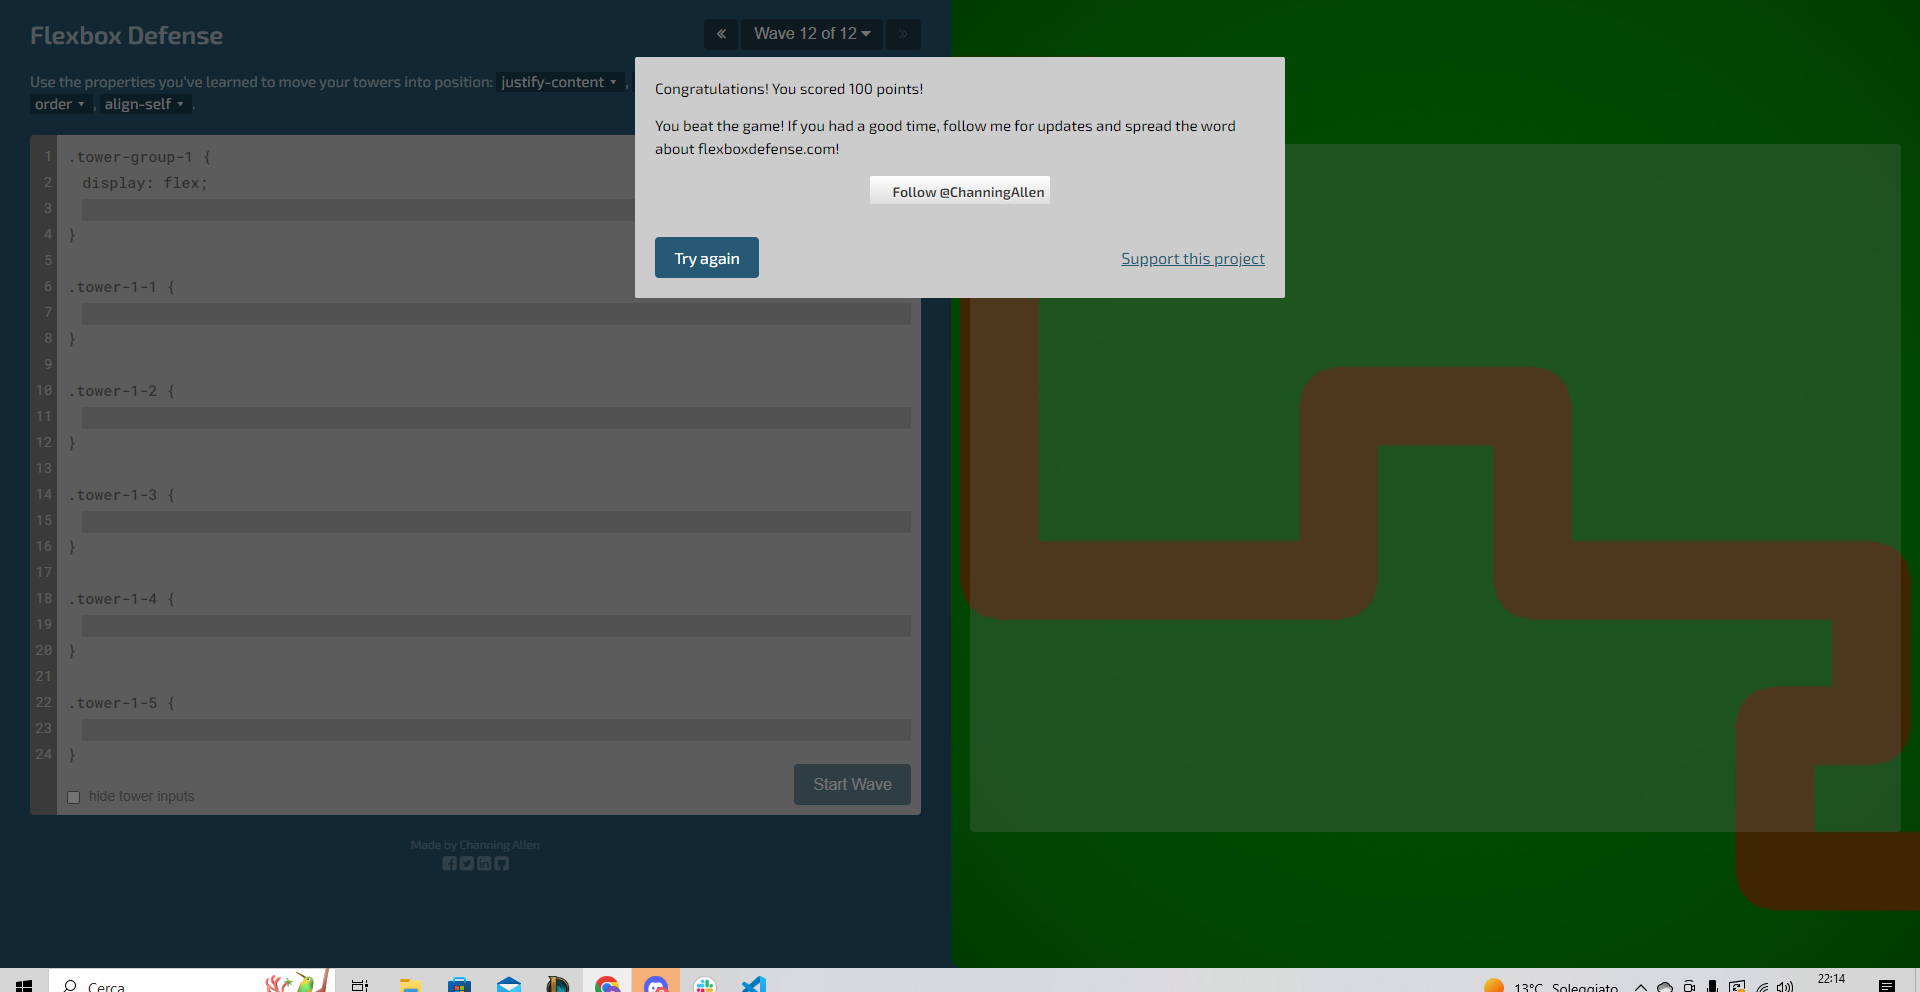 Flexbox Defense
« Wave 12 of 12 »
Use the properties you've learned to move your towers into position: justify-content ,
order , align-self .
Congratulations! You scored 100 points!
You beat the game! If you had a good time, follow me for updates and spread the word
about flexboxdefense.com!
Follow @ChanningAllen
Try again
Support this project
1 .tower-group-1 {
2 display: flex;
3
4 }
5
6 .tower-1-1 {
7
8 }
9
10 .tower-1-2 {
11
12 }
13
14 .tower-1-3 {
15
16 }
17
18 .tower-1-4 {
19
20 }
21
22 .tower-1-5 {
23
24 }
hide tower inputs
Start Wave
Made by Channing Allen
Cerca
13°C Soleggiato
22:14